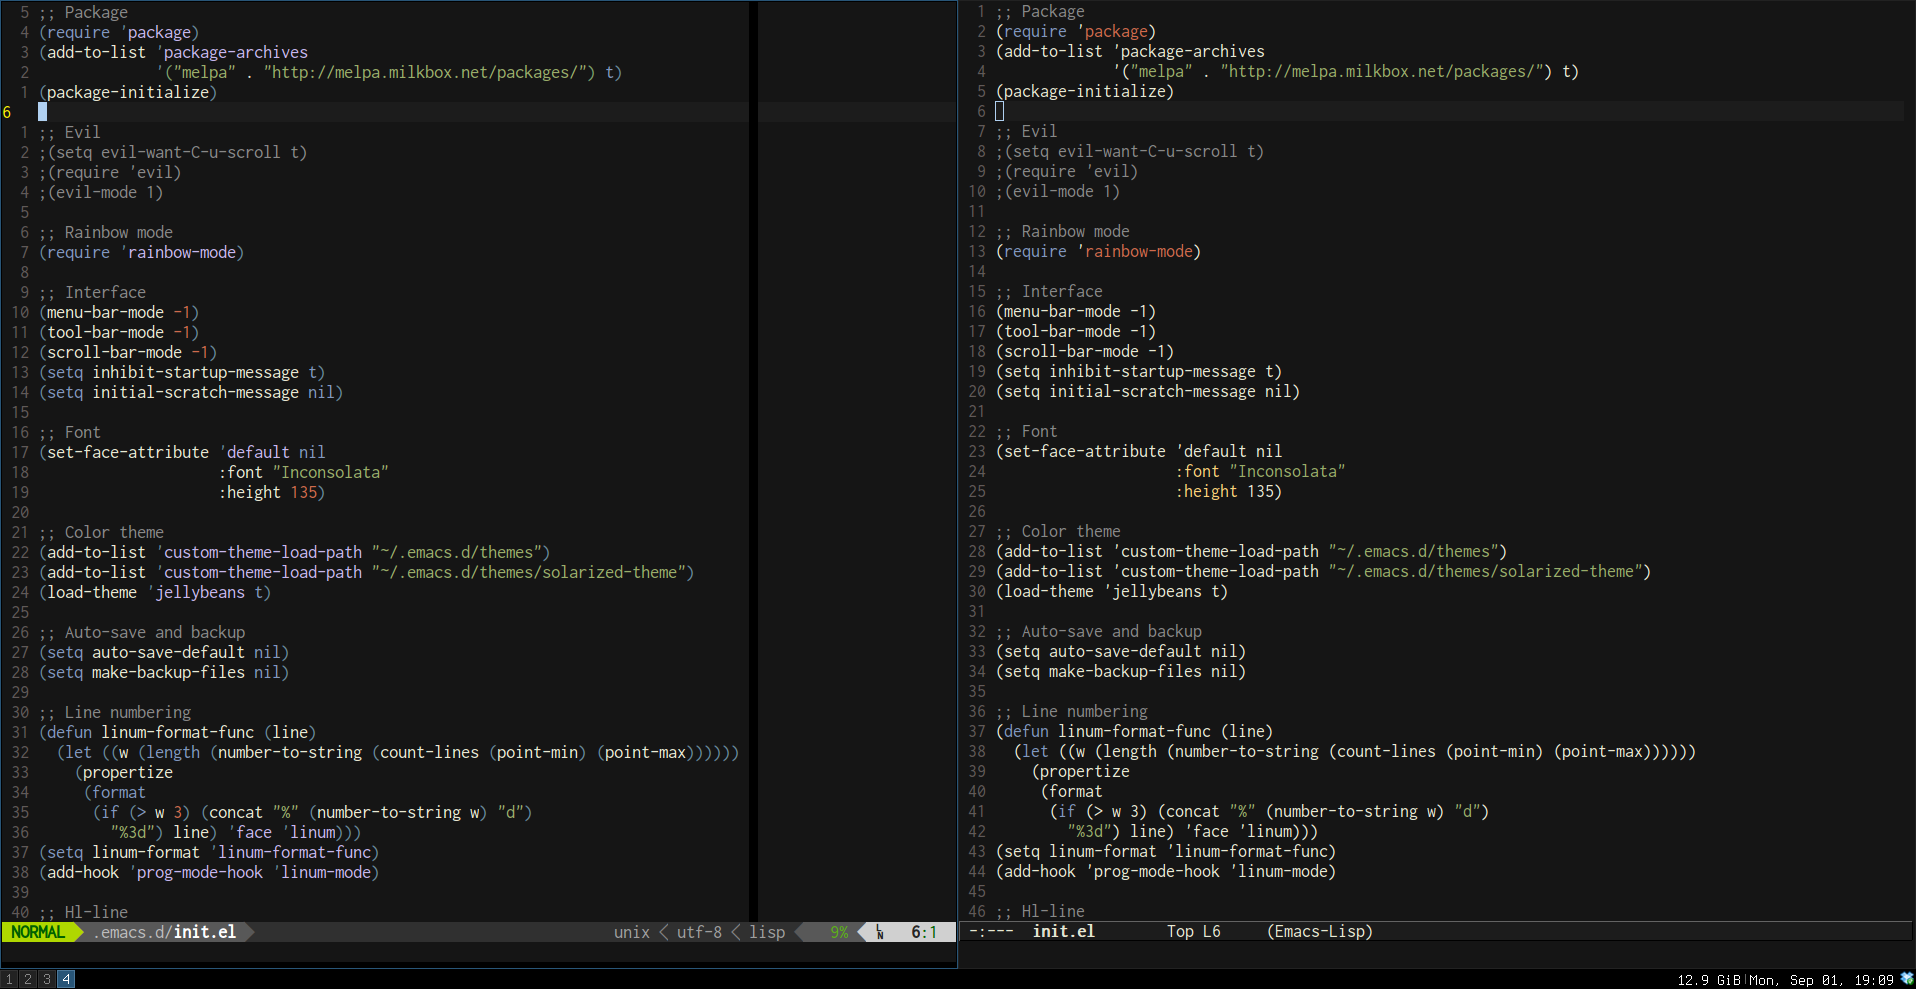 5 ;; Package
4 (require 'package)
3 (add-to-list 'package-archives
2              '("melpa" . "http://melpa.milkbox.net/packages/") t)
1 (package-initialize)
6
1 ;; Evil
2 ;(setq evil-want-C-u-scroll t)
3 ;(require 'evil)
4 ;(evil-mode 1)
5
6 ;; Rainbow mode
7 (require 'rainbow-mode)
8
9 ;; Interface
10 (menu-bar-mode -1)
11 (tool-bar-mode -1)
12 (scroll-bar-mode -1)
13 (setq inhibit-startup-message t)
14 (setq initial-scratch-message nil)
15
16 ;; Font
17 (set-face-attribute 'default nil
18                     :font "Inconsolata"
19                     :height 135)
20
21 ;; Color theme
22 (add-to-list 'custom-theme-load-path "~/.emacs.d/themes")
23 (add-to-list 'custom-theme-load-path "~/.emacs.d/themes/solarized-theme")
24 (load-theme 'jellybeans t)
25
26 ;; Auto-save and backup
27 (setq auto-save-default nil)
28 (setq make-backup-files nil)
29
30 ;; Line numbering
31 (defun linum-format-func (line)
32   (let ((w (length (number-to-string (count-lines (point-min) (point-max))))))
33     (propertize
34      (format
35       (if (> w 3) (concat "%" (number-to-string w) "d")
36         "%3d") line) 'face 'linum)))
37 (setq linum-format 'linum-format-func)
38 (add-hook 'prog-mode-hook 'linum-mode)
39
40 ;; Hl-line
NORMAL .emacs.d/init.el unix < utf-8 < lisp 9% LN 6:1
1 ;; Package
2 (require 'package)
3 (add-to-list 'package-archives
4              '("melpa" . "http://melpa.milkbox.net/packages/") t)
5 (package-initialize)
6
7 ;; Evil
8 ;(setq evil-want-C-u-scroll t)
9 ;(require 'evil)
10 ;(evil-mode 1)
11
12 ;; Rainbow mode
13 (require 'rainbow-mode)
14
15 ;; Interface
16 (menu-bar-mode -1)
17 (tool-bar-mode -1)
18 (scroll-bar-mode -1)
19 (setq inhibit-startup-message t)
20 (setq initial-scratch-message nil)
21
22 ;; Font
23 (set-face-attribute 'default nil
24                     :font "Inconsolata"
25                     :height 135)
26
27 ;; Color theme
28 (add-to-list 'custom-theme-load-path "~/.emacs.d/themes")
29 (add-to-list 'custom-theme-load-path "~/.emacs.d/themes/solarized-theme")
30 (load-theme 'jellybeans t)
31
32 ;; Auto-save and backup
33 (setq auto-save-default nil)
34 (setq make-backup-files nil)
35
36 ;; Line numbering
37 (defun linum-format-func (line)
38   (let ((w (length (number-to-string (count-lines (point-min) (point-max))))))
39     (propertize
40      (format
41       (if (> w 3) (concat "%" (number-to-string w) "d")
42         "%3d") line) 'face 'linum)))
43 (setq linum-format 'linum-format-func)
44 (add-hook 'prog-mode-hook 'linum-mode)
45
46 ;; Hl-line
-:--- init.el Top L6 (Emacs-Lisp)
1 2 3 4 12.9 GiB|Mon, Sep 01, 19:09